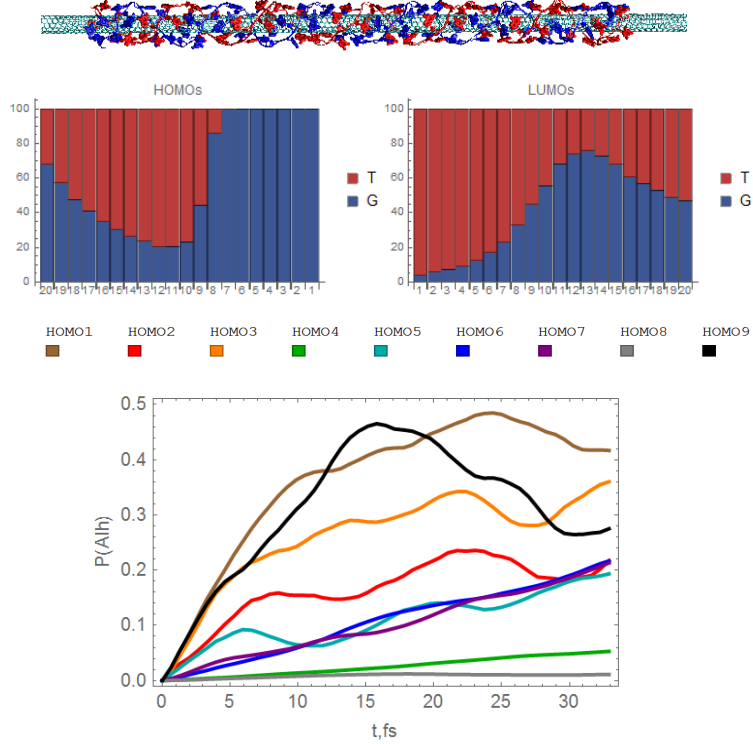 HOMOs
LUMOs
100
80
60
40
20
0
20 19 18 17 16 15 14 13 12 11 10 9 8 7 6 5 4 3 2 1
T
G
100
80
60
40
20
0
1 2 3 4 5 6 7 8 9 10 11 12 13 14 15 16 17 18 19 20
T
G
HOMO1 HOMO2 HOMO3 HOMO4 HOMO5 HOMO6 HOMO7 HOMO8 HOMO9
0.5
0.4
0.3
0.2
0.1
0.0
P(Alh)
0 5 10 15 20 25 30
t,fs